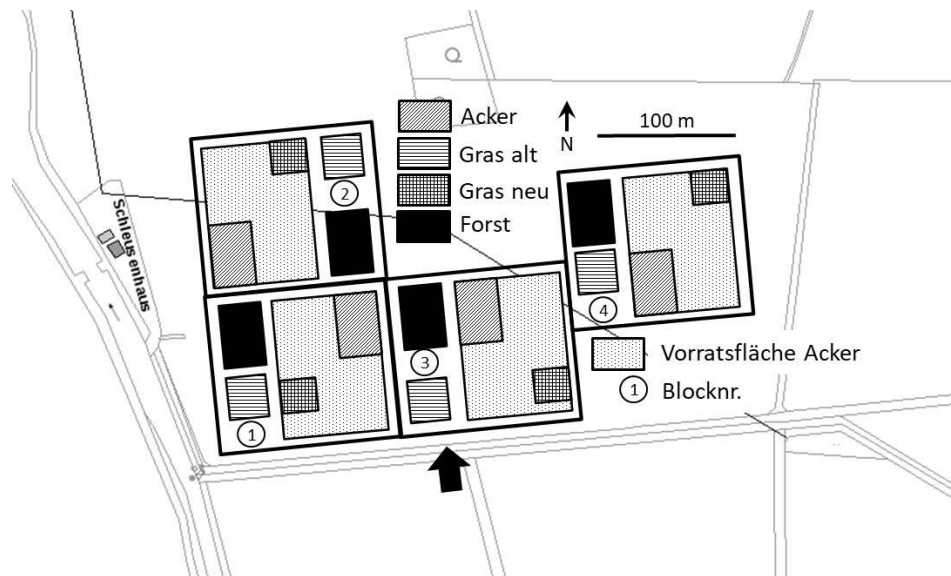 Acker
Gras alt
Gras neu
Forst
N
100 m
Schleusenhaus
2
4
1
3
Vorratsfläche Acker
1 Blocknr.